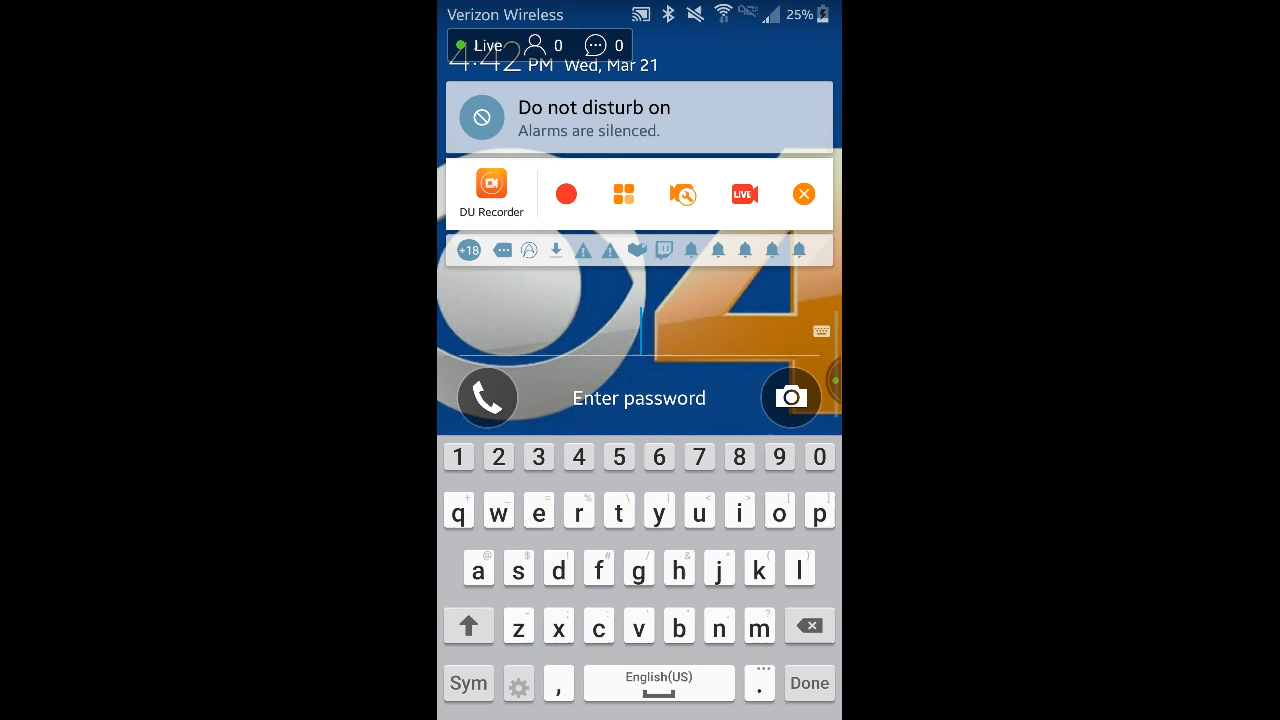 Verizon Wireless 25%
Live 0 0
4:42 PM Wed, Mar 21
Do not disturb on
Alarms are silenced.
LIVE
DU Recorder
+18
4
Enter password
1 2 3 4 5 6 7 8 9 0
+ _ = % \ | < > [ ]
q w e r t y u i o p
@ $ ! # / & * ( )
a s d f g h j k l
- ; : ' " ?
z x c v b n m
English(US)
Sym , . Done